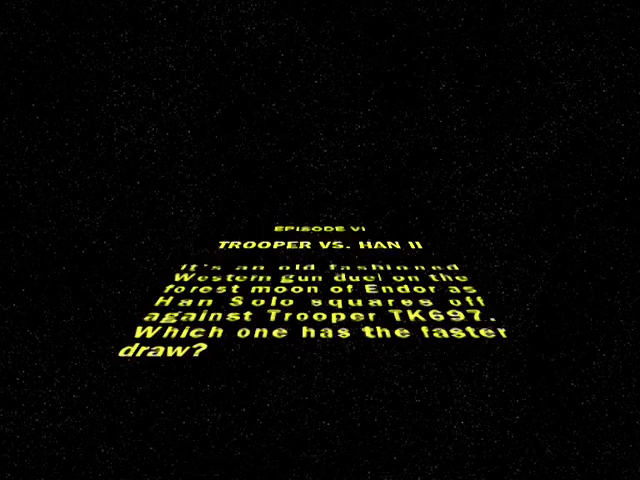 EPISODE VI
TROOPER VS. HAN II
It's an old fashioned
Western gun duel on the
forest moon of Endor as
Han Solo squares off
against Trooper TK697.
Which one has the faster
draw?